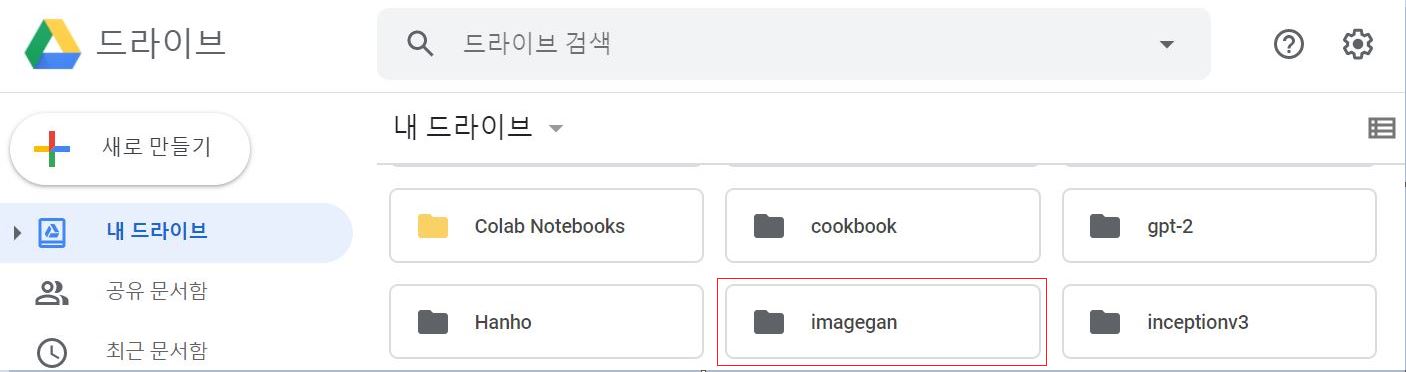 드라이브
드라이브 검색
새로 만들기
내 드라이브
공유 문서함
최근 문서함
내 드라이브
Colab Notebooks
cookbook
gpt-2
Hanho
imagegan
inceptionv3